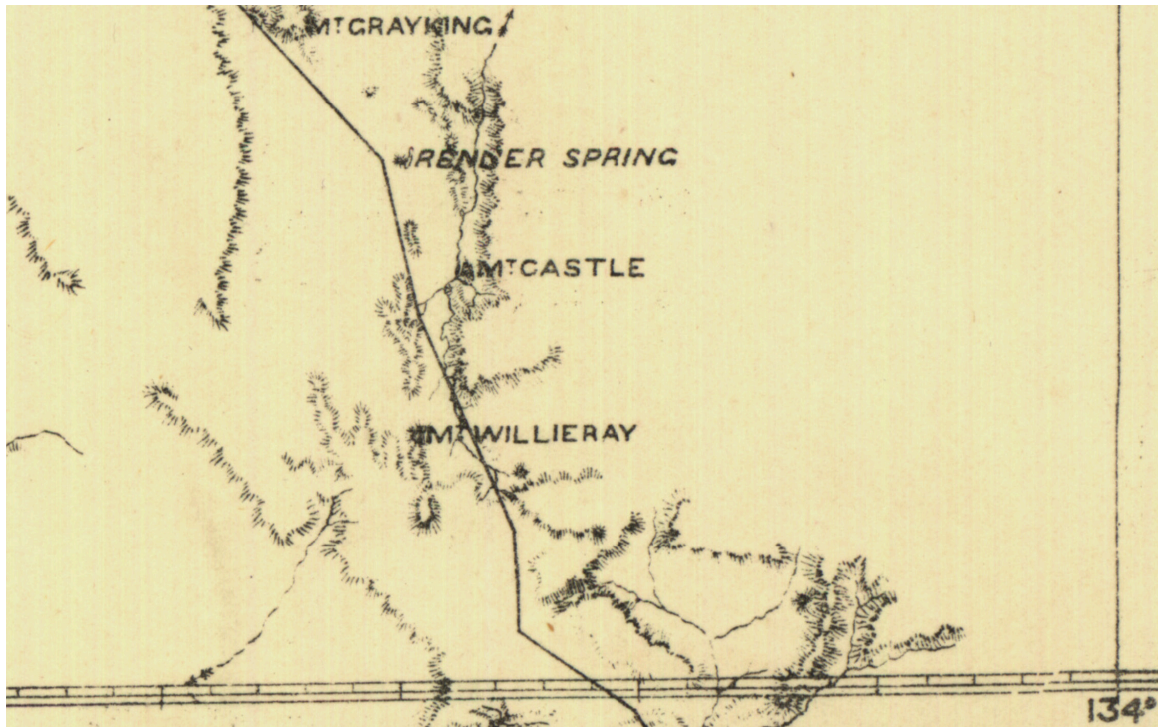 Mᵀ GRAYKING
RENDER SPRING
Mᵀ CASTLE
Mᵀ WILLIERAY
134°